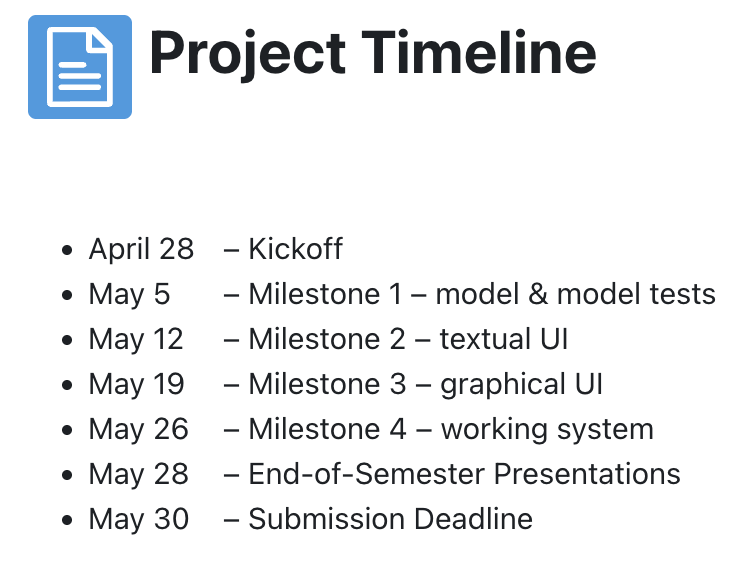 Project Timeline
• April 28 – Kickoff
• May 5 – Milestone 1 – model & model tests
• May 12 – Milestone 2 – textual UI
• May 19 – Milestone 3 – graphical UI
• May 26 – Milestone 4 – working system
• May 28 – End-of-Semester Presentations
• May 30 – Submission Deadline